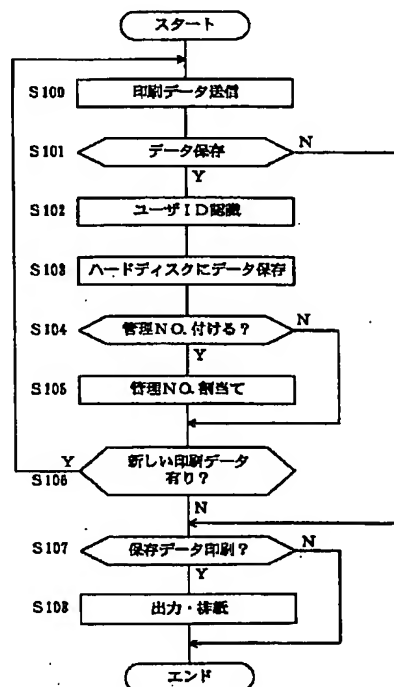 スタート
S100
印刷データ送信
S101
データ保存
N
Y
S102
ユーザID認識
S103
ハードディスクにデータ保存
S104
管理NO.付ける？
N
Y
S105
管理NO.割当て
Y
S106
新しい印刷データ
有り？
N
S107
保存データ印刷？
N
Y
S108
出力・排紙
エンド